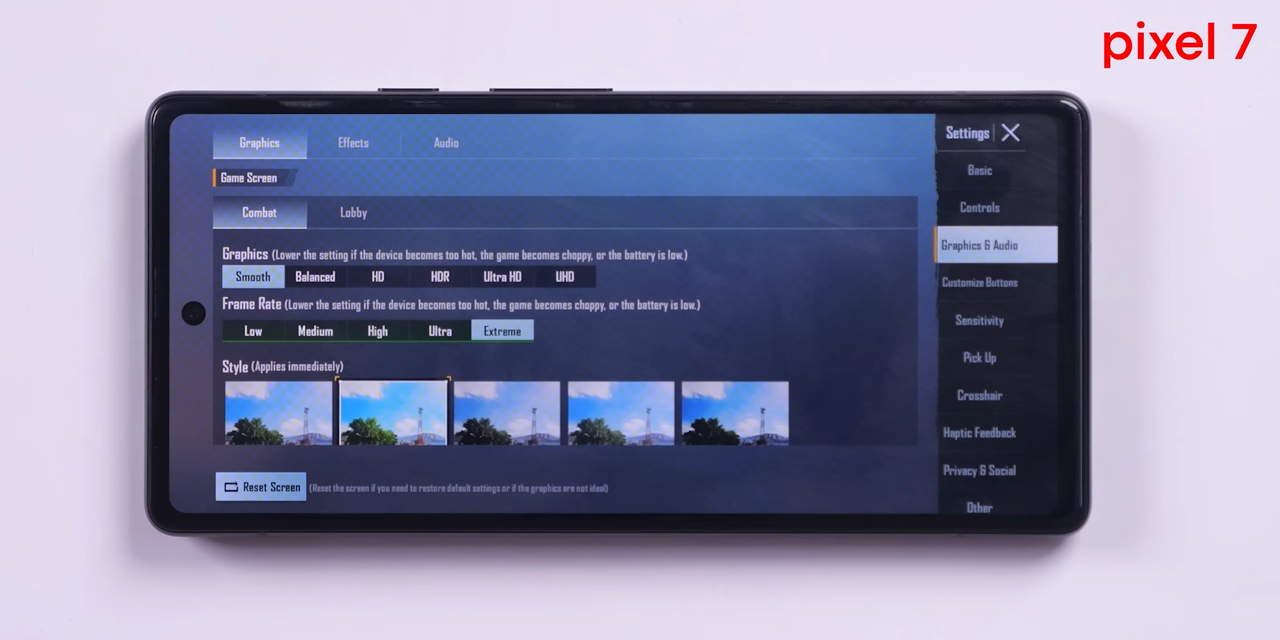 pixel 7
Graphics Effects Audio
Game Screen
Combat Lobby
Graphics (Lower the setting if the device becomes too hot, the game becomes choppy, or the battery is low.)
Smooth Balanced HD HDR Ultra HD UHD
Frame Rate (Lower the setting if the device becomes too hot, the game becomes choppy, or the battery is low.)
Low Medium High Ultra Extreme
Style (Applies immediately)
Reset Screen (Reset the screen if you need to restore default settings or if the graphics are not ideal)
Settings
Basic
Controls
Graphics & Audio
Customize Buttons
Sensitivity
Pick Up
Crosshair
Haptic Feedback
Privacy & Social
Other